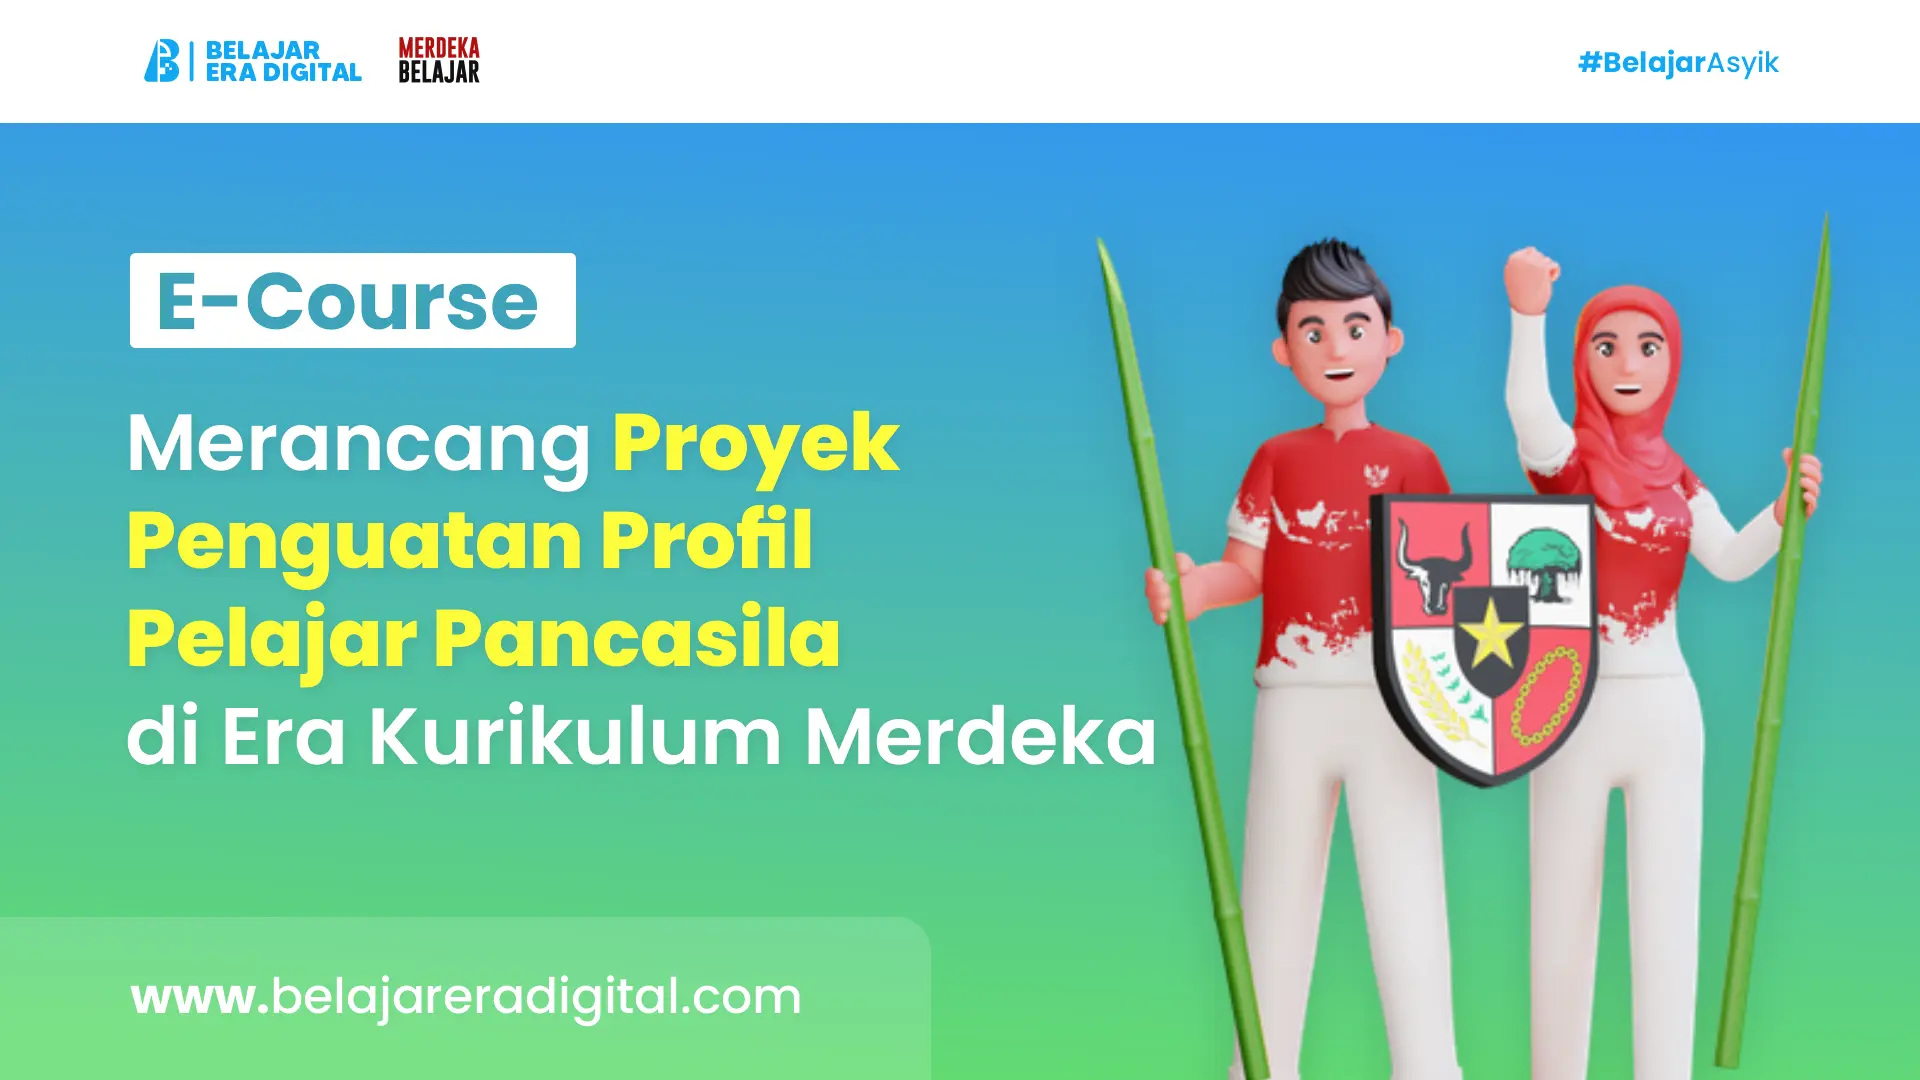 BELAJAR
ERA DIGITAL
MERDEKA
BELAJAR
#BelajarAsyik
E-Course
Merancang Proyek
Penguatan Profil
Pelajar Pancasila
di Era Kurikulum Merdeka
www.belajareradigital.com